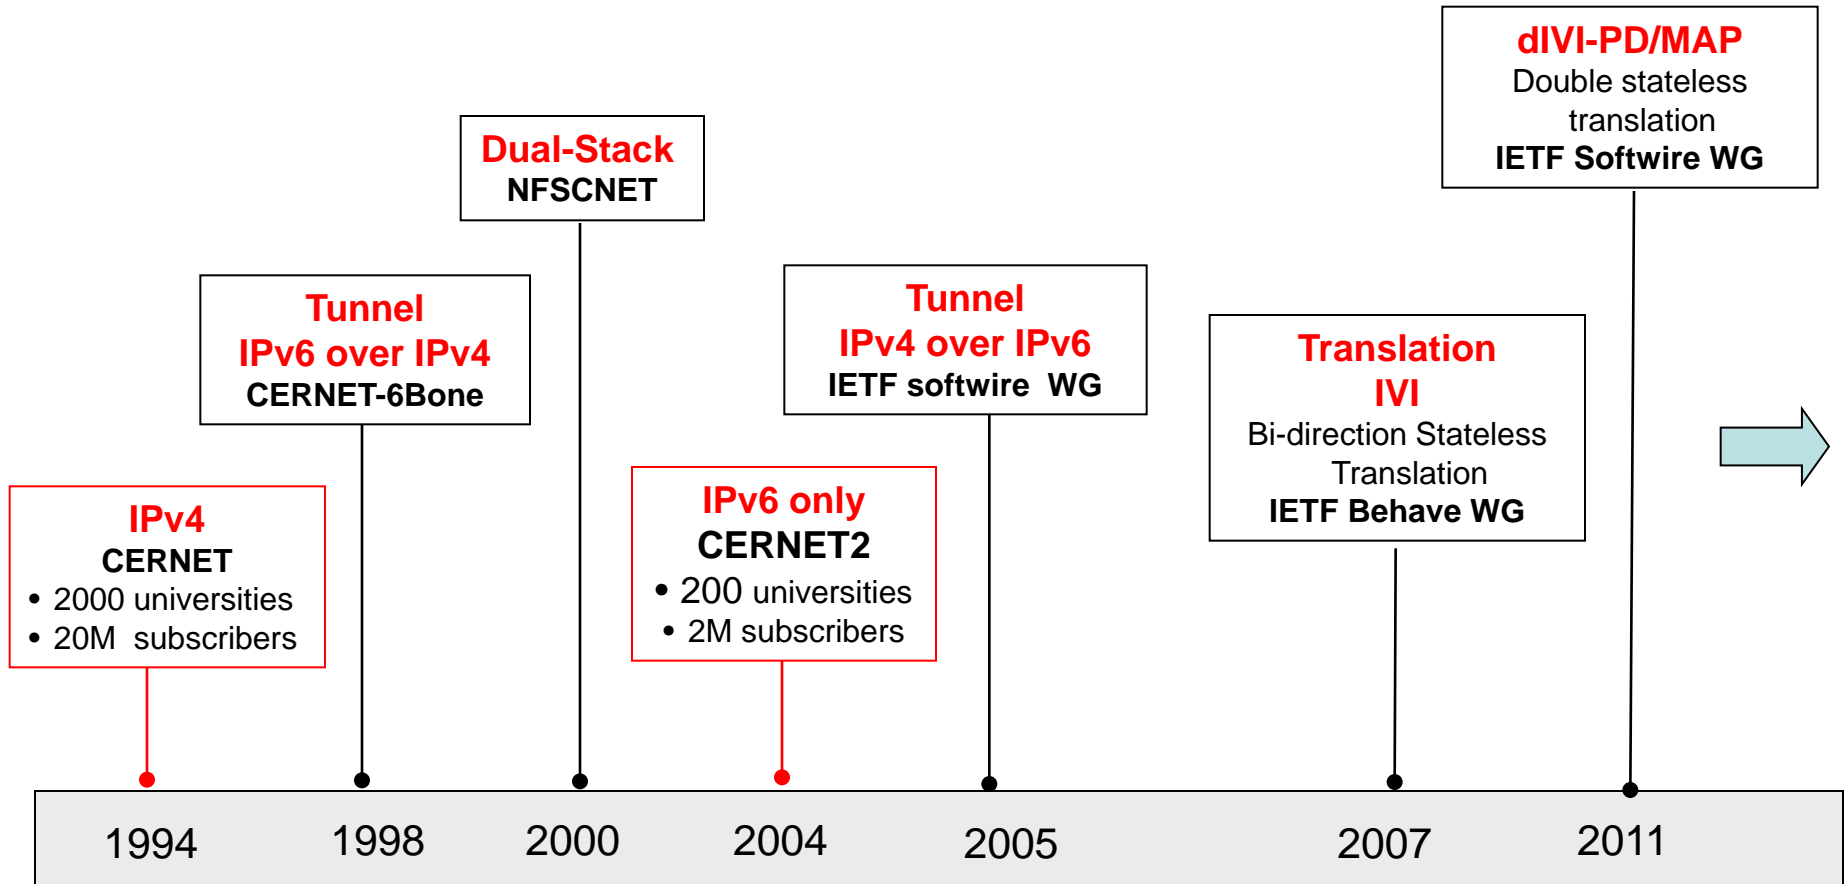 IPv4
CERNET
• 2000 universities
• 20M subscribers
Tunnel
IPv6 over IPv4
CERNET-6Bone
Dual-Stack
NFSCNET
IPv6 only
CERNET2
• 200 universities
• 2M subscribers
Tunnel
IPv4 over IPv6
IETF softwire WG
Translation
IVI
Bi-direction Stateless
Translation
IETF Behave WG
dIVI-PD/MAP
Double stateless
translation
IETF Softwire WG
1994
1998
2000
2004
2005
2007
2011